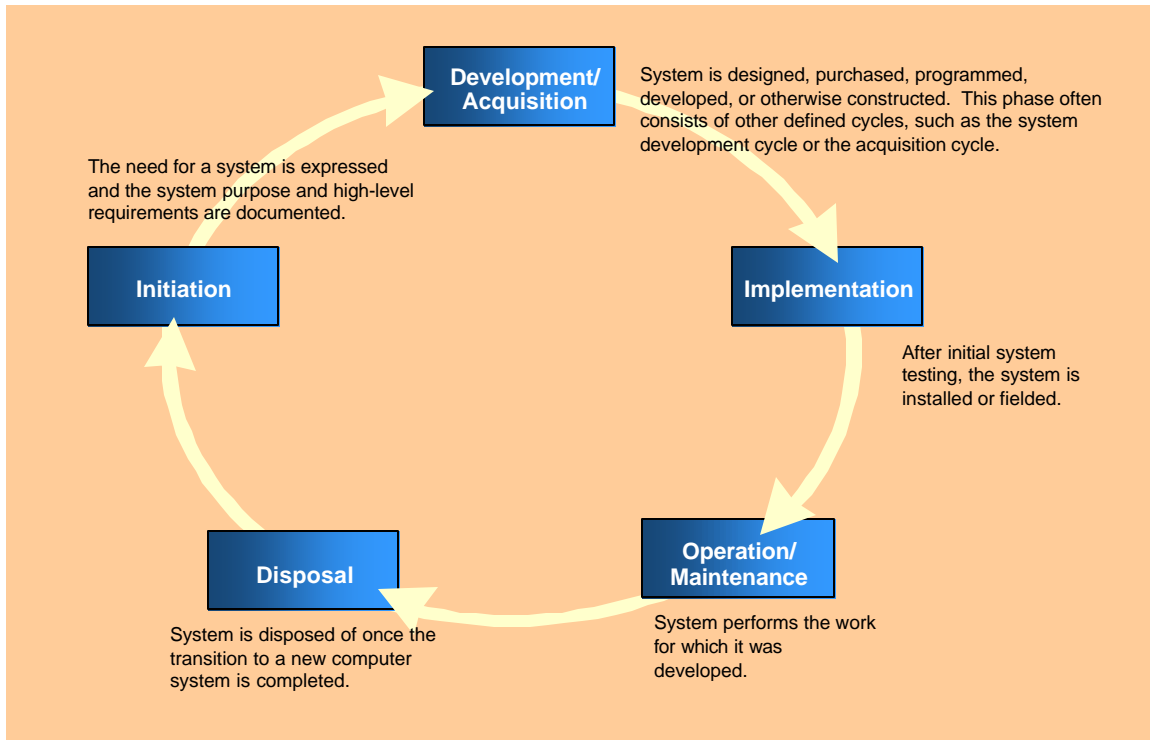 Development/
Acquisition
System is designed, purchased, programmed,
developed, or otherwise constructed.  This phase often
consists of other defined cycles, such as the system
development cycle or the acquisition cycle.
The need for a system is expressed
and the system purpose and high-level
requirements are documented.
Initiation
Implementation
After initial system
testing, the system is
installed or fielded.
Operation/
Maintenance
System performs the work
for which it was
developed.
Disposal
System is disposed of once the
transition to a new computer
system is completed.